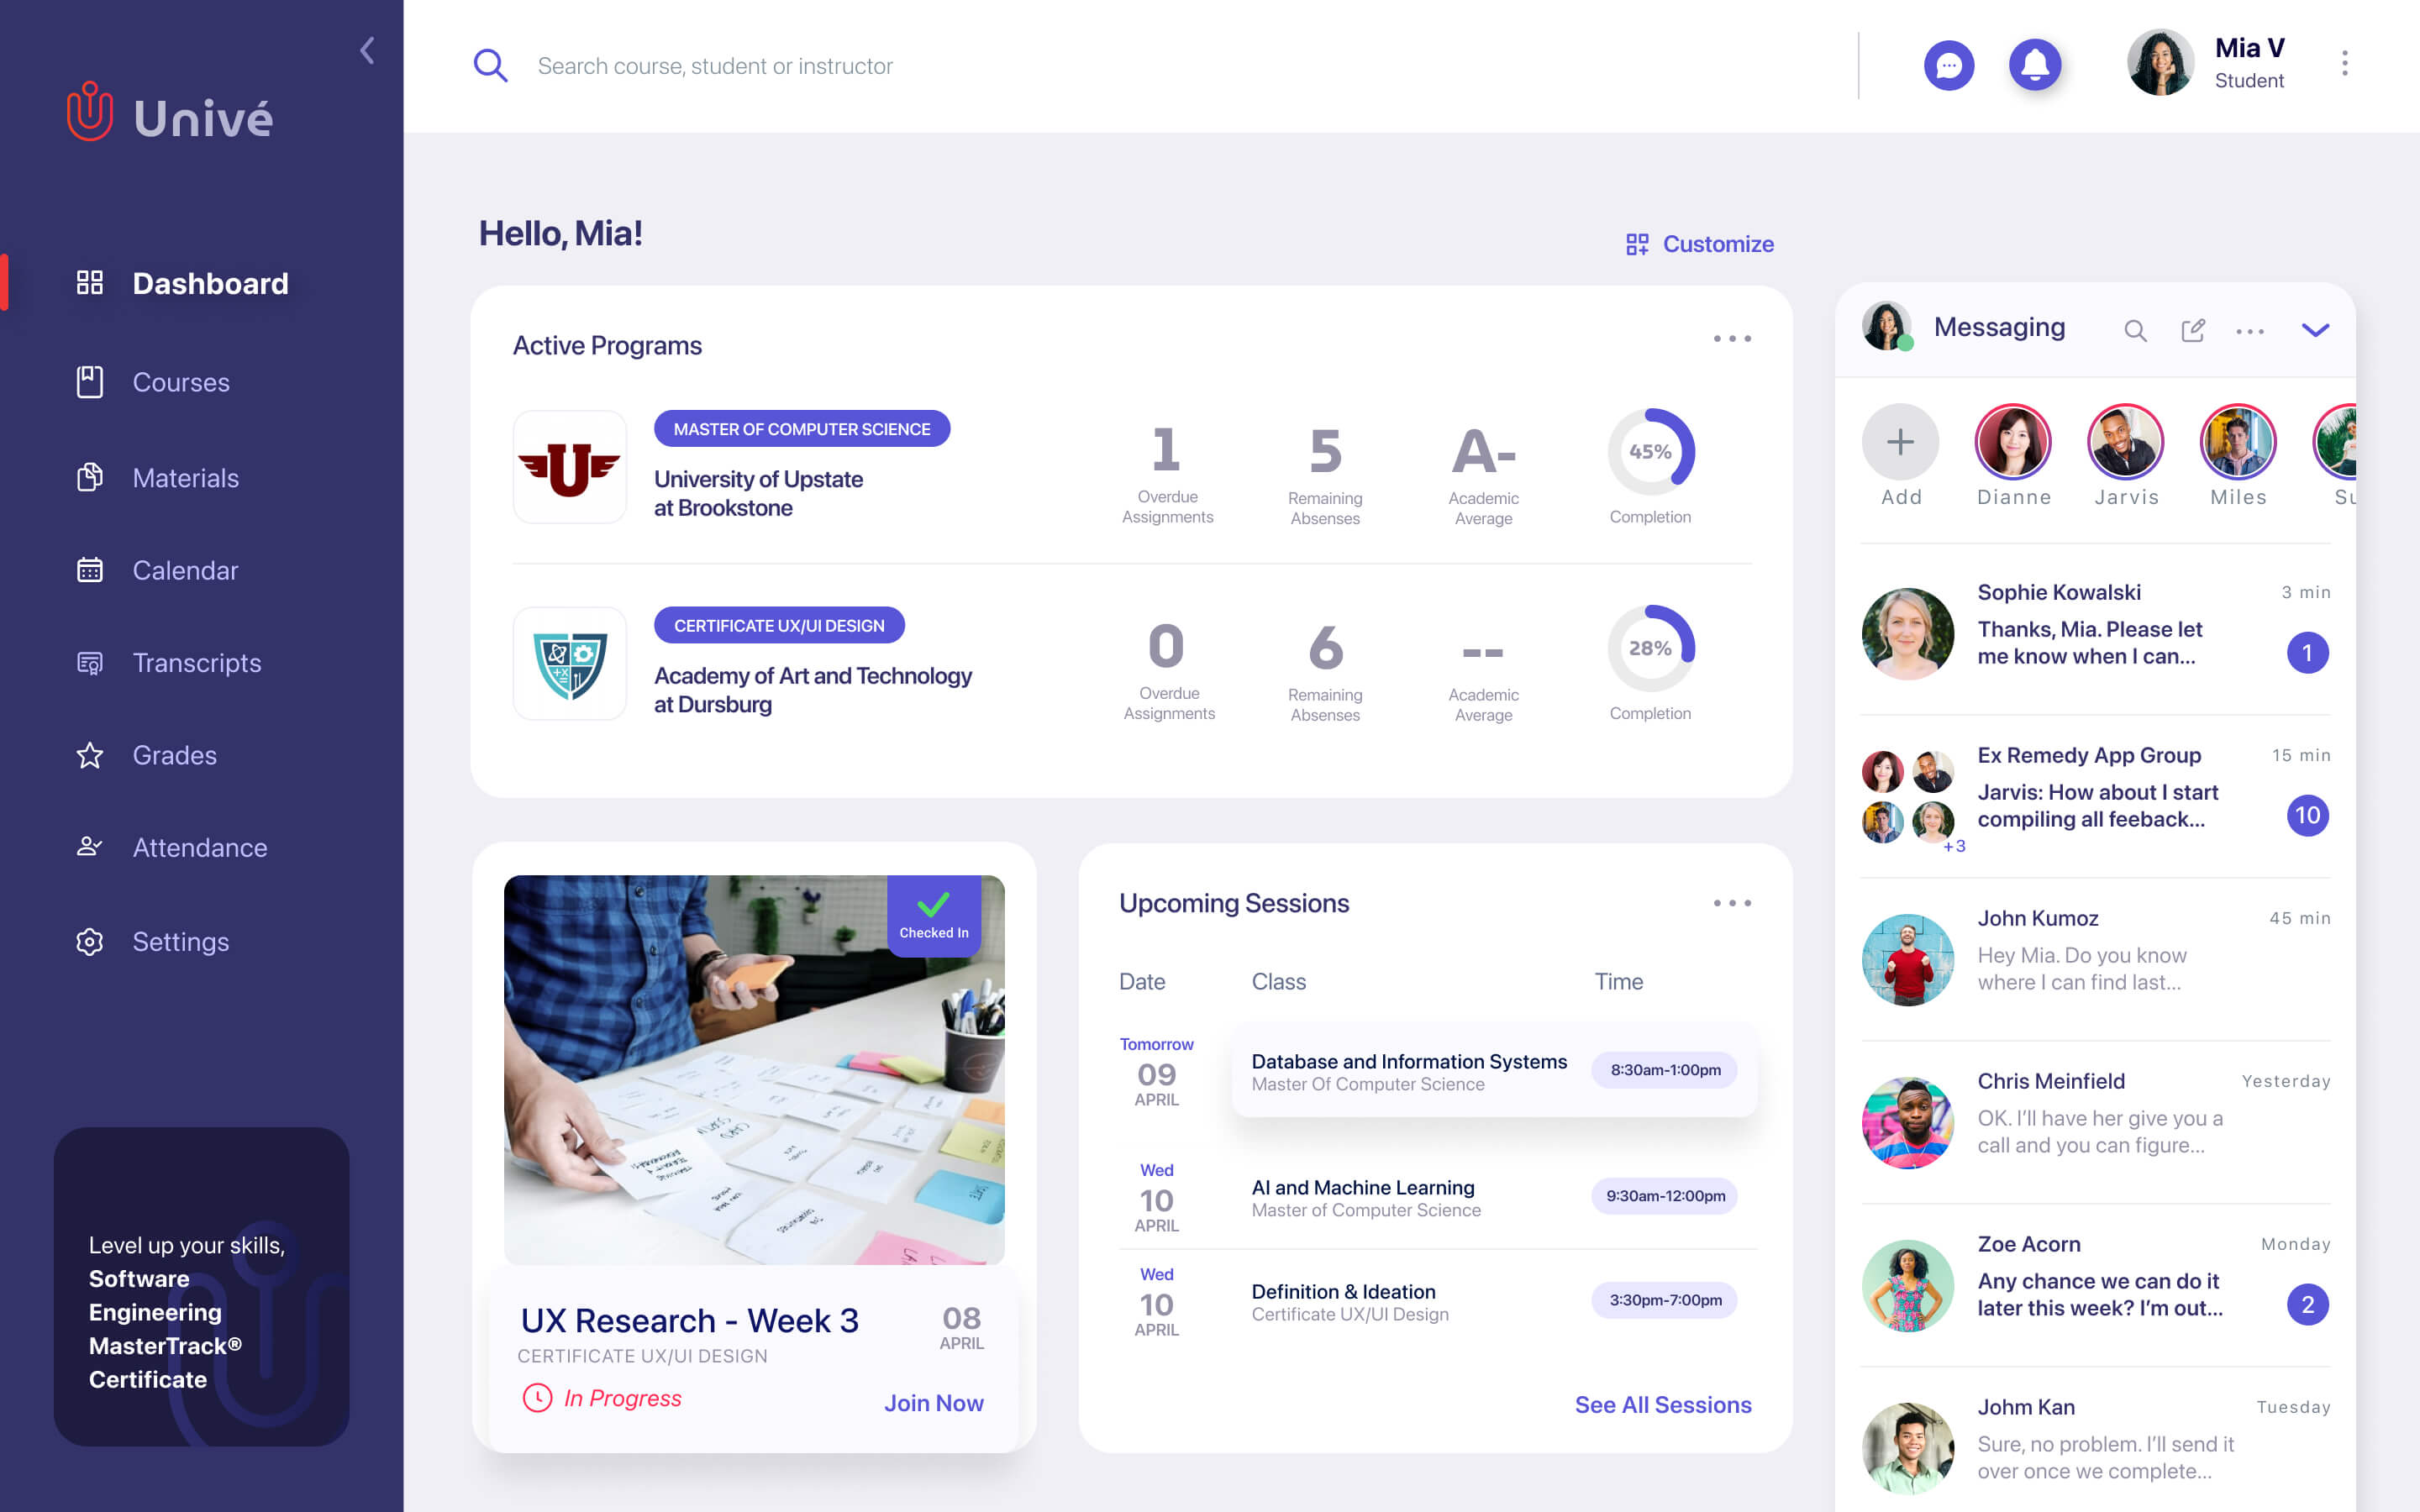 Univé
Dashboard
Courses
Materials
Calendar
Transcripts
Grades
Attendance
Settings
Level up your skills,
Software
Engineering
MasterTrack®
Certificate
Search course, student or instructor
Mia V
Student
Hello, Mia!
Customize
Active Programs
MASTER OF COMPUTER SCIENCE
University of Upstate
at Brookstone
1
Overdue
Assignments
5
Remaining
Absenses
A-
Academic
Average
45%
Completion
CERTIFICATE UX/UI DESIGN
Academy of Art and Technology
at Dursburg
0
Overdue
Assignments
6
Remaining
Absenses
--
Academic
Average
28%
Completion
Checked In
UX Research - Week 3
CERTIFICATE UX/UI DESIGN
08
APRIL
In Progress
Join Now
Upcoming Sessions
Date Class Time
Tomorrow
09
APRIL
Database and Information Systems
Master Of Computer Science
8:30am-1:00pm
Wed
10
APRIL
AI and Machine Learning
Master of Computer Science
9:30am-12:00pm
Wed
10
APRIL
Definition & Ideation
Certificate UX/UI Design
3:30pm-7:00pm
See All Sessions
Messaging
Add Dianne Jarvis Miles Su
Sophie Kowalski 3 min
Thanks, Mia. Please let
me know when I can...
1
Ex Remedy App Group 15 min
Jarvis: How about I start
compiling all feeback...
10
+3
John Kumoz 45 min
Hey Mia. Do you know
where I can find last...
Chris Meinfield Yesterday
OK. I’ll have her give you a
call and you can figure...
Zoe Acorn Monday
Any chance we can do it
later this week? I’m out...
2
Johm Kan Tuesday
Sure, no problem. I’ll send it
over once we complete...